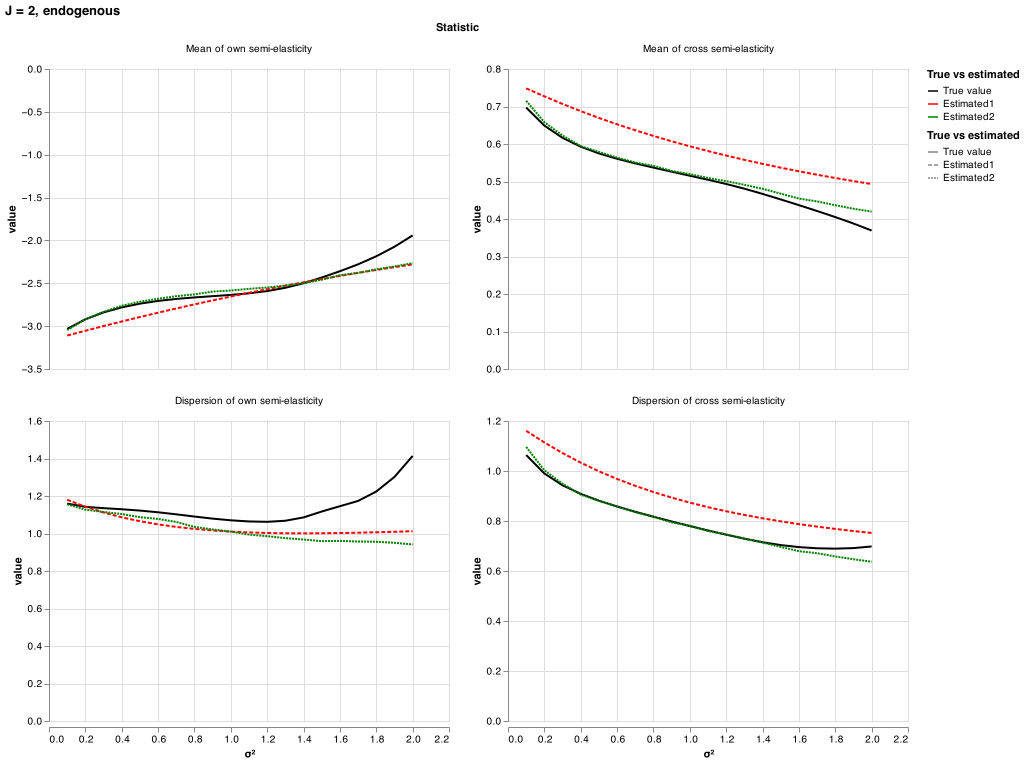 J = 2, endogenous
Statistic
Mean of own semi-elasticity
Mean of cross semi-elasticity
0.0
−0.5
−1.0
−1.5
−2.0
−2.5
−3.0
−3.5
value
0.8
0.7
0.6
0.5
0.4
0.3
0.2
0.1
0.0
value
True vs estimated
True value
Estimated1
Estimated2
True vs estimated
True value
Estimated1
Estimated2
Dispersion of own semi-elasticity
Dispersion of cross semi-elasticity
1.6
1.4
1.2
1.0
0.8
0.6
0.4
0.2
0.0
value
0.0 0.2 0.4 0.6 0.8 1.0 1.2 1.4 1.6 1.8 2.0 2.2
σ²
1.2
1.0
0.8
0.6
0.4
0.2
0.0
value
0.0 0.2 0.4 0.6 0.8 1.0 1.2 1.4 1.6 1.8 2.0 2.2
σ²